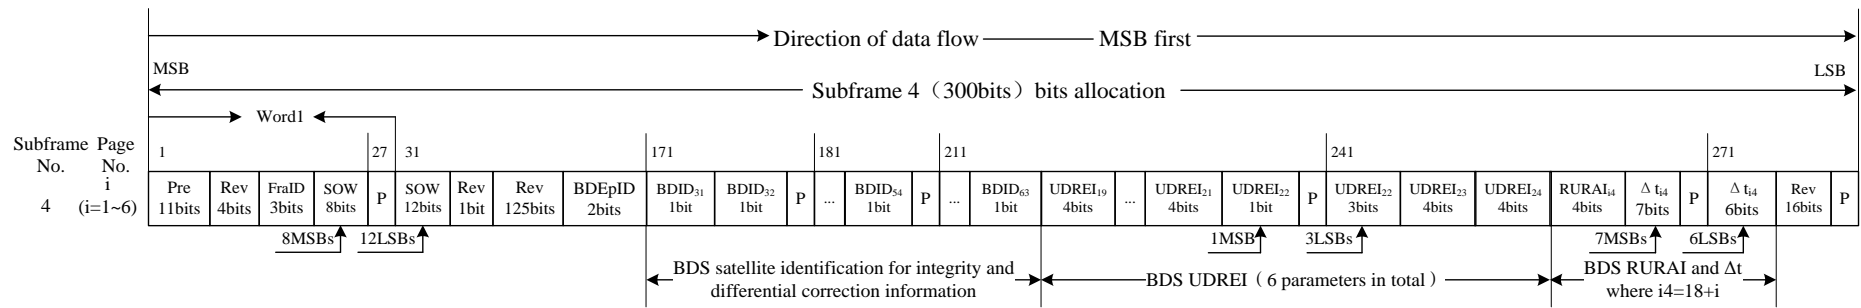 Direction of data flow MSB first
MSB LSB
Subframe 4（300bits）bits allocation
Word1
Subframe Page
No. No.
i
4 (i=1~6)
1 27 31 171 181 211 241 271
Pre 11bits
Rev 4bits
FraID 3bits
SOW 8bits
P
SOW 12bits
Rev 1bit
Rev 125bits
BDEpID 2bits
BDID₃₁ 1bit
BDID₃₂ 1bit
P
...
BDID₅₄ 1bit
P
...
BDID₆₃ 1bit
UDREI₁₉ 4bits
...
UDREI₂₁ 4bits
UDREI₂₂ 1bit
P
UDREI₂₂ 3bits
UDREI₂₃ 4bits
UDREI₂₄ 4bits
RURAIᵢ₄ 4bits
Δ tᵢ₄ 7bits
P
Δ tᵢ₄ 6bits
Rev 16bits
P
8MSBs 12LSBs 1MSB 3LSBs 7MSBs 6LSBs
BDS satellite identification for integrity and
differential correction information
BDS UDREI（6 parameters in total）
BDS RURAI and Δt
where i4=18+i